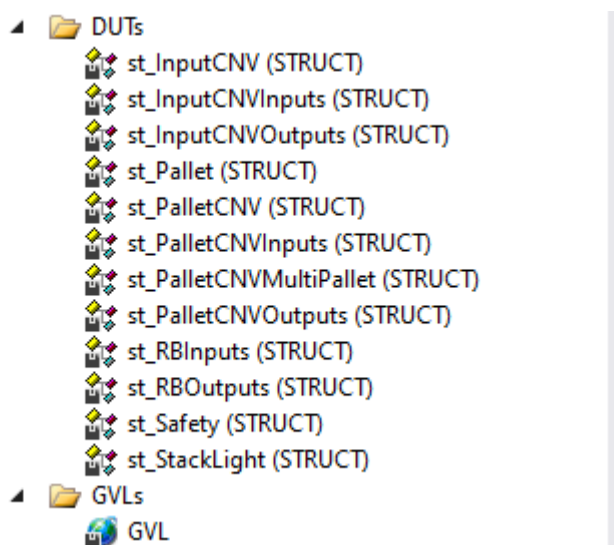 DUTs
st_InputCNV (STRUCT)
st_InputCNVInputs (STRUCT)
st_InputCNVOutputs (STRUCT)
st_Pallet (STRUCT)
st_PalletCNV (STRUCT)
st_PalletCNVInputs (STRUCT)
st_PalletCNVMultiPallet (STRUCT)
st_PalletCNVOutputs (STRUCT)
st_RBInputs (STRUCT)
st_RBOutputs (STRUCT)
st_Safety (STRUCT)
st_StackLight (STRUCT)
GVLs
GVL